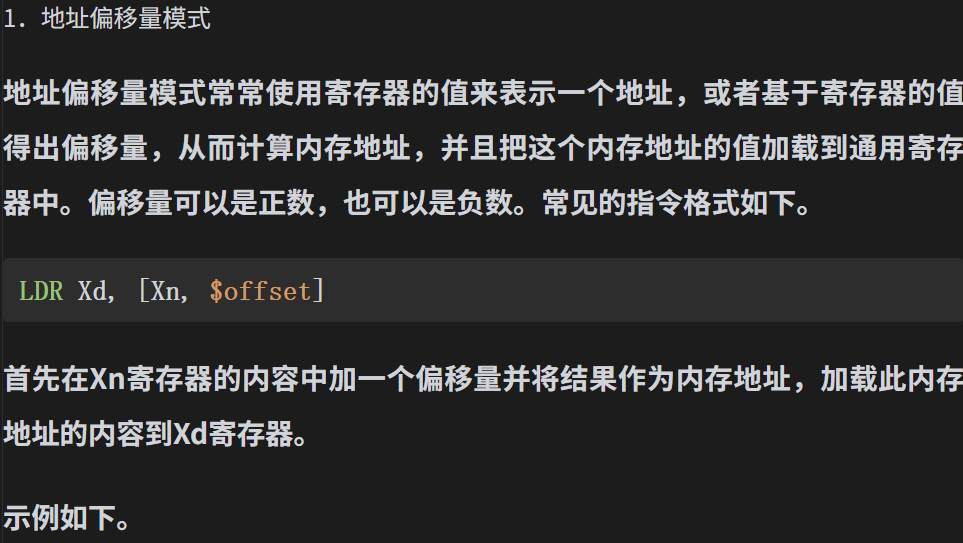 1. 地址偏移量模式
地址偏移量模式常常使用寄存器的值来表示一个地址，或者基于寄存器的值
得出偏移量，从而计算内存地址，并且把这个内存地址的值加载到通用寄存
器中。偏移量可以是正数，也可以是负数。常见的指令格式如下。
LDR Xd, [Xn, $offset]
首先在Xn寄存器的内容中加一个偏移量并将结果作为内存地址，加载此内存
地址的内容到Xd寄存器。
示例如下。